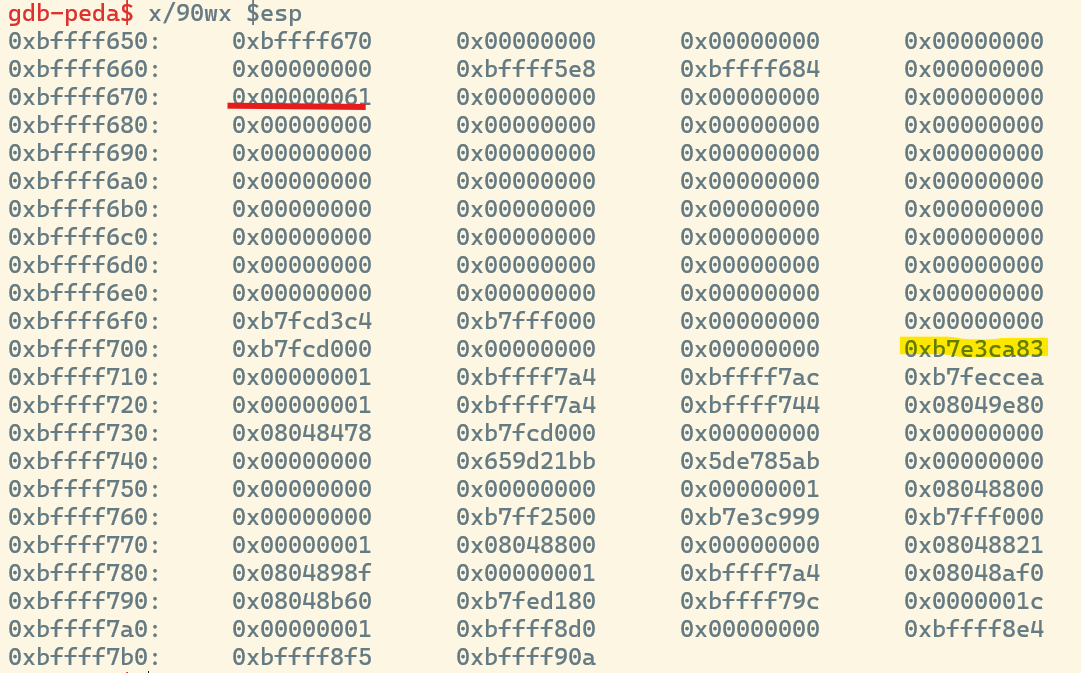 gdb-peda$ x/90wx $esp
0xbffff650: 0xbffff670 0x00000000 0x00000000 0x00000000
0xbffff660: 0x00000000 0xbffff5e8 0xbffff684 0x00000000
0xbffff670: 0x00000061 0x00000000 0x00000000 0x00000000
0xbffff680: 0x00000000 0x00000000 0x00000000 0x00000000
0xbffff690: 0x00000000 0x00000000 0x00000000 0x00000000
0xbffff6a0: 0x00000000 0x00000000 0x00000000 0x00000000
0xbffff6b0: 0x00000000 0x00000000 0x00000000 0x00000000
0xbffff6c0: 0x00000000 0x00000000 0x00000000 0x00000000
0xbffff6d0: 0x00000000 0x00000000 0x00000000 0x00000000
0xbffff6e0: 0x00000000 0x00000000 0x00000000 0x00000000
0xbffff6f0: 0xb7fcd3c4 0xb7fff000 0x00000000 0x00000000
0xbffff700: 0xb7fcd000 0x00000000 0x00000000 0xb7e3ca83
0xbffff710: 0x00000001 0xbffff7a4 0xbffff7ac 0xb7feccea
0xbffff720: 0x00000001 0xbffff7a4 0xbffff744 0x08049e80
0xbffff730: 0x08048478 0xb7fcd000 0x00000000 0x00000000
0xbffff740: 0x00000000 0x659d21bb 0x5de785ab 0x00000000
0xbffff750: 0x00000000 0x00000000 0x00000001 0x08048800
0xbffff760: 0x00000000 0xb7ff2500 0xb7e3c999 0xb7fff000
0xbffff770: 0x00000001 0x08048800 0x00000000 0x08048821
0xbffff780: 0x0804898f 0x00000001 0xbffff7a4 0x08048af0
0xbffff790: 0x08048b60 0xb7fed180 0xbffff79c 0x0000001c
0xbffff7a0: 0x00000001 0xbffff8d0 0x00000000 0xbffff8e4
0xbffff7b0: 0xbffff8f5 0xbffff90a